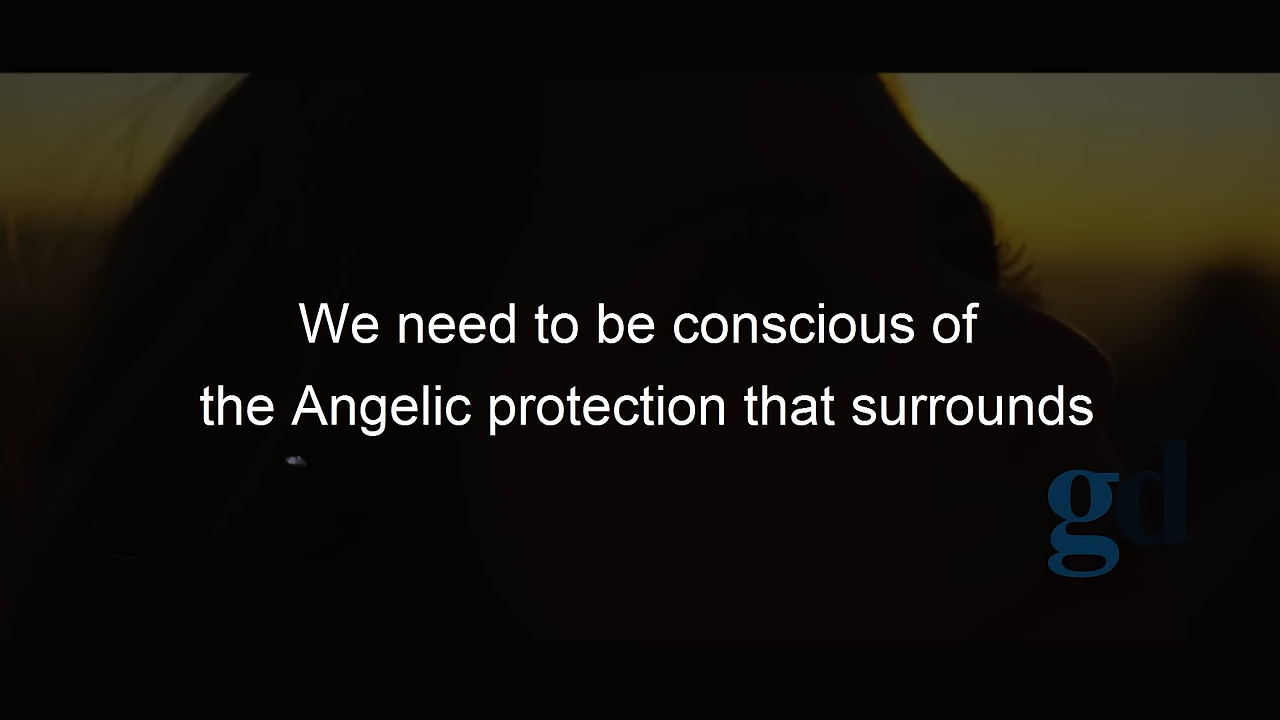 We need to be conscious of
the Angelic protection that surrounds
gd